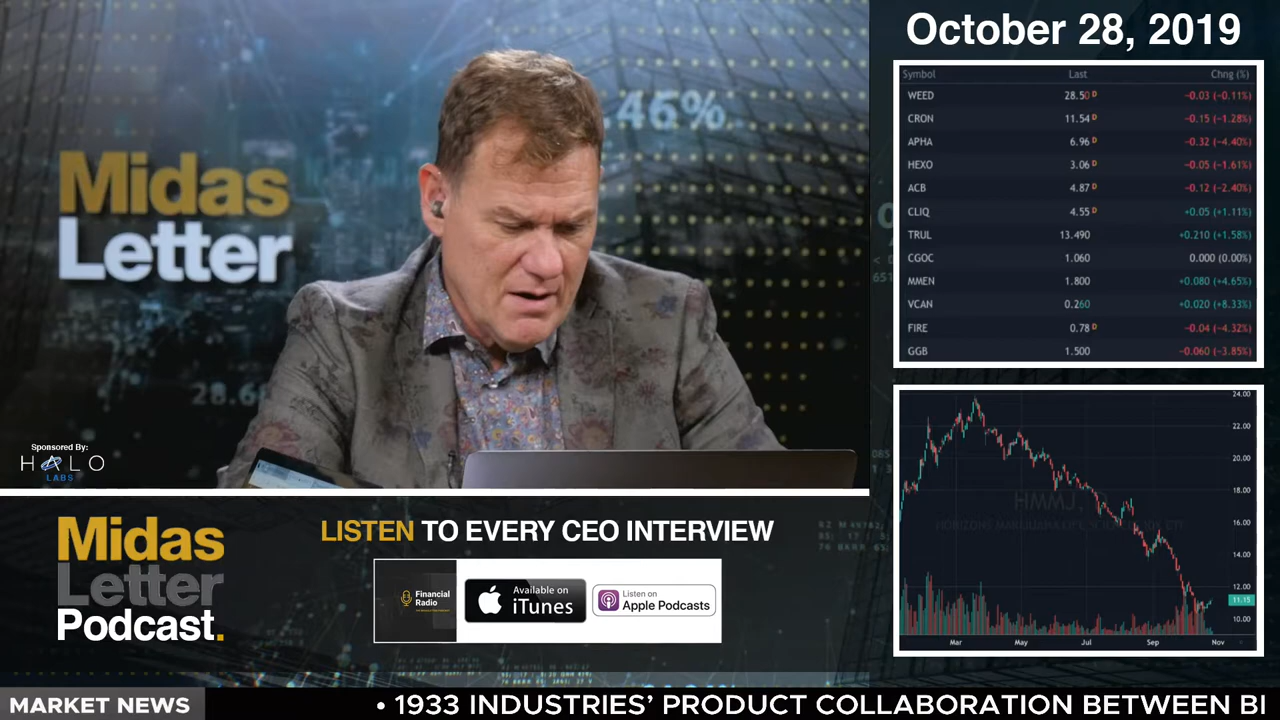 October 28, 2019
Symbol Last Chng (%)
WEED 28.50 D −0.03 (−0.11%)
CRON 11.54 D −0.15 (−1.28%)
APHA 6.96 D −0.32 (−4.40%)
HEXO 3.06 D −0.05 (−1.61%)
ACB 4.87 D −0.12 (−2.40%)
CLIQ 4.55 D +0.05 (+1.11%)
TRUL 13.490 +0.210 (+1.58%)
CGOC 1.060 0.000 (0.00%)
MMEN 1.800 +0.080 (+4.65%)
VCAN 0.260 +0.020 (+8.33%)
FIRE 0.78 D −0.04 (−4.32%)
GGB 1.500 −0.060 (−3.85%)
.46%
Midas
Letter
28.6
Sponsored By:
HALO
LABS
24.00
22.00
20.00
18.00
16.00
14.00
12.00
11.15
10.00
HMMJ, D
Mar May Jul Sep Nov
Midas
Letter
Podcast.
LISTEN TO EVERY CEO INTERVIEW
Financial
Radio
Available on
iTunes
Listen on
Apple Podcasts
MARKET NEWS
• 1933 INDUSTRIES' PRODUCT COLLABORATION BETWEEN BI